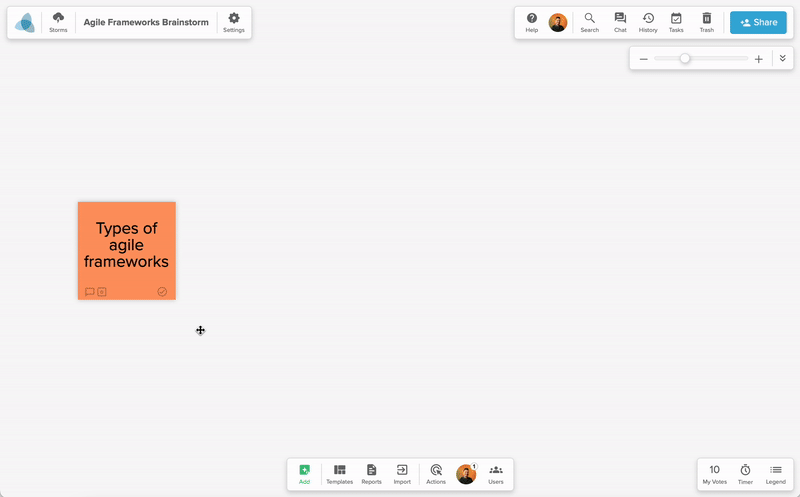 Storms
Agile Frameworks Brainstorm
Settings
Help
Search
Chat
History
Tasks
Trash
Share
Types of
agile
frameworks
Add
Templates
Reports
Import
Actions
1
Users
10
My Votes
Timer
Legend